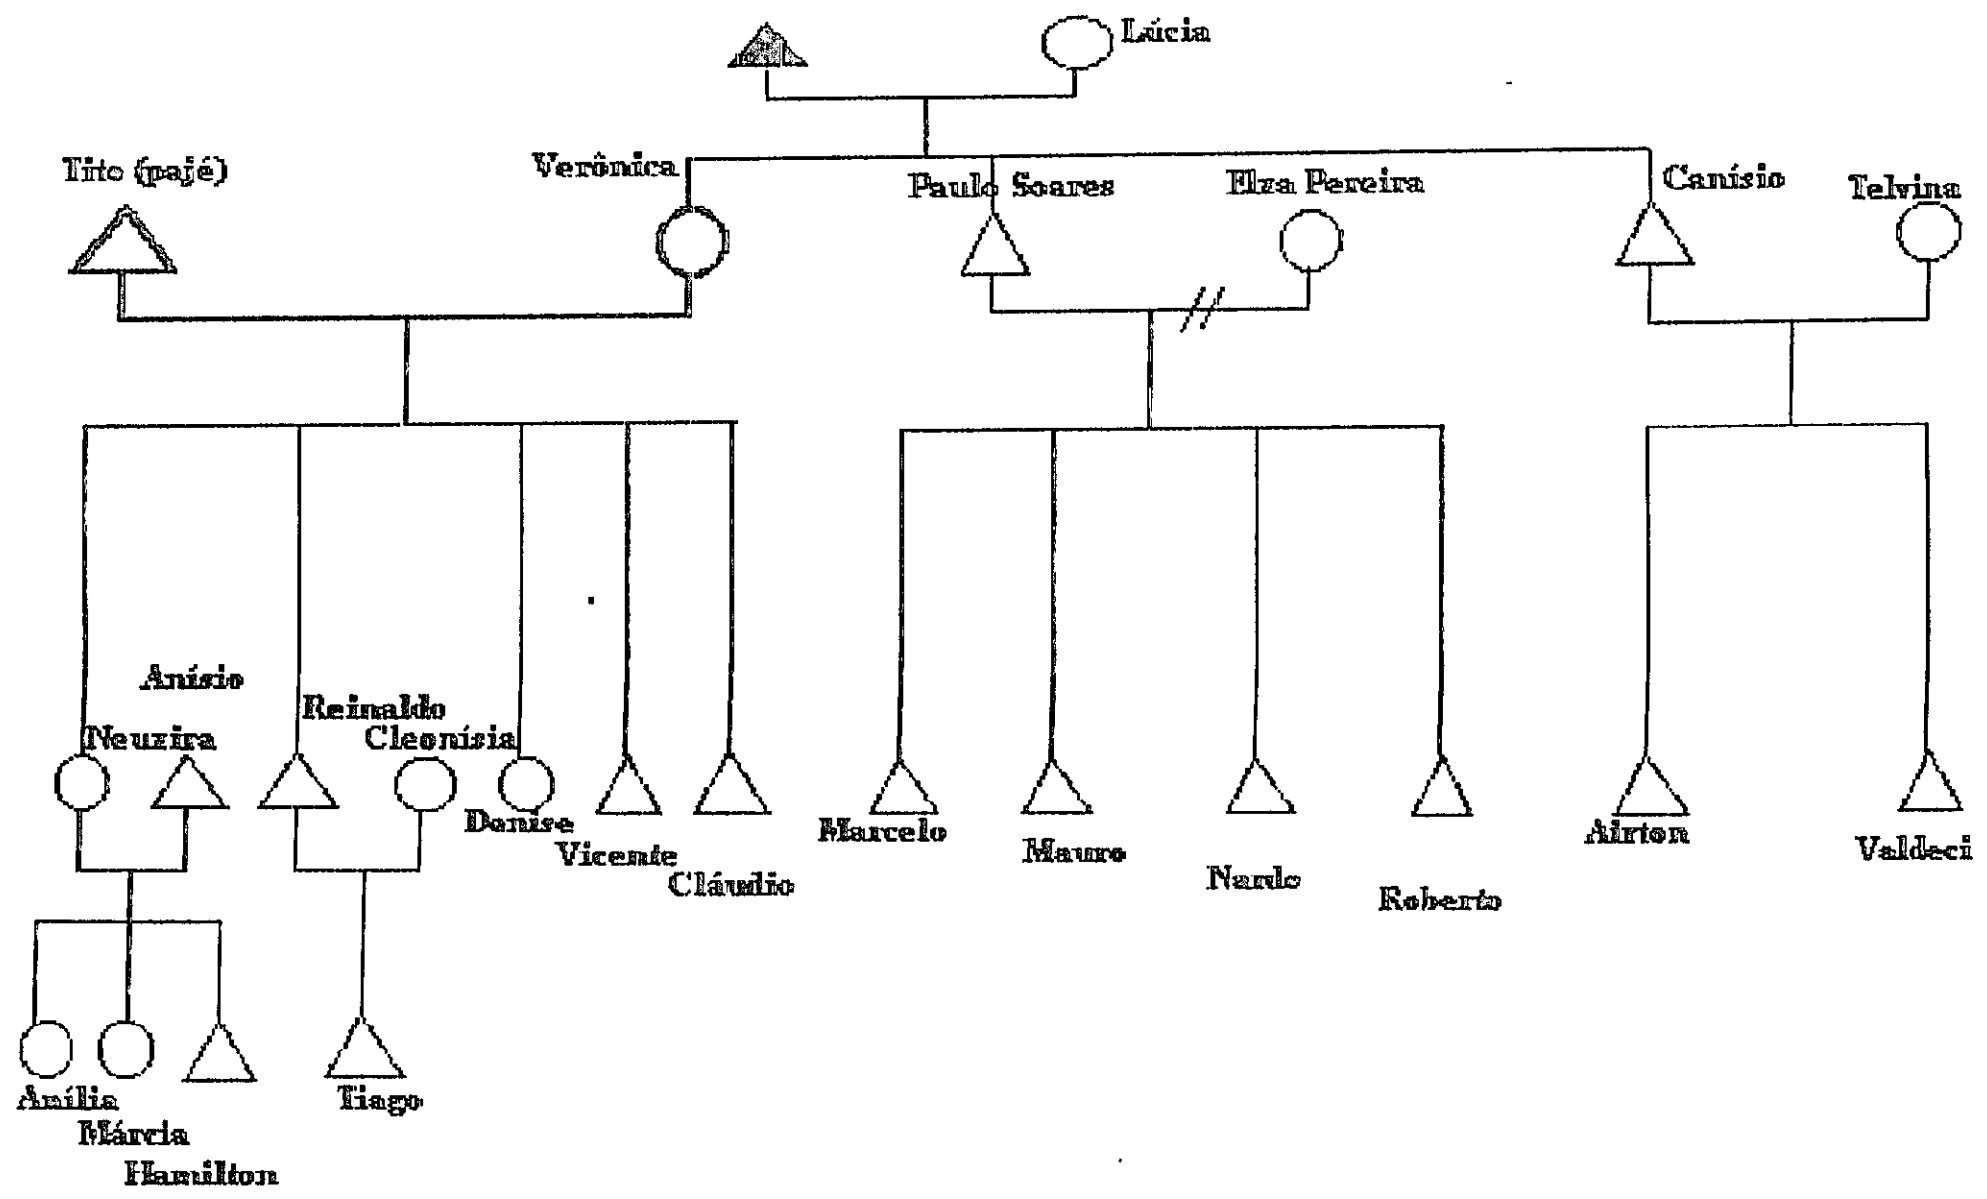 Lúcia
Tito (pajé)
Verônica
Paulo Soares
Elza Pereira
Canísio
Telvina
Anísio
Reinaldo
Neuzira
Cleonísia
Denise
Vicente
Cláudio
Marcelo
Mauro
Nardo
Roberto
Airton
Valdeci
Anília
Márcia
Hamilton
Tiago